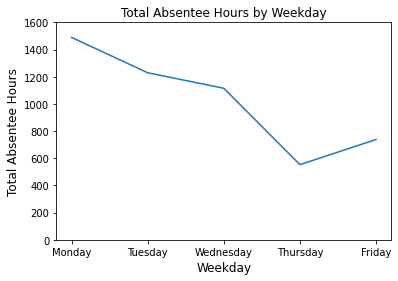 Total Absentee Hours by Weekday
Total Absentee Hours
1600
1400
1200
1000
800
600
400
200
0
Monday Tuesday Wednesday Thursday Friday
Weekday